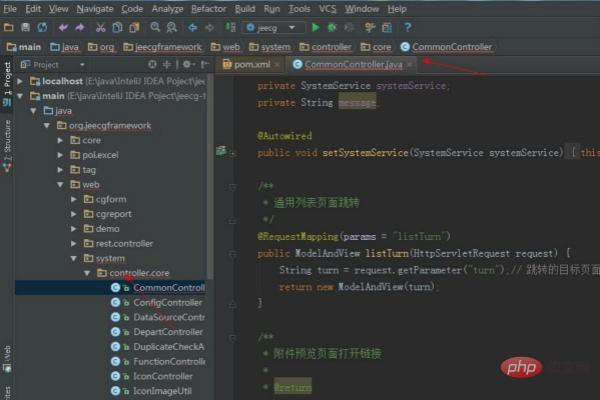 File Edit View Navigate Code Analyze Refactor Build Run Tools VCS Window Help
jeecg
main java org jeecgframework web system controller core CommonController
Project
pom.xml
CommonController.java
1: Project
7: Structure
Web
localhost (E:\java\InteliJ IDEA Poject\jeec
main (E:\java\InteliJ IDEA Poject\jeecg-t
java
org.jeecgframework
core
poi.excel
tag
web
cgform
cgreport
demo
rest.controller
system
controller.core
CommonControll
ConfigController
DataSourceContr
DepartController
DuplicateCheckA
FunctionControlle
IconController
IconImageUtil
private SystemService systemService;
private String message;
@Autowired
public void setSystemService(SystemService systemService) { this
/**
* 通用列表页面跳转
*/
@RequestMapping(params = "listTurn")
public ModelAndView listTurn(HttpServletRequest request) {
String turn = request.getParameter("turn");// 跳转的目标页面
return new ModelAndView(turn);
}
/**
* 附件预览页面打开链接
*
* @return
php